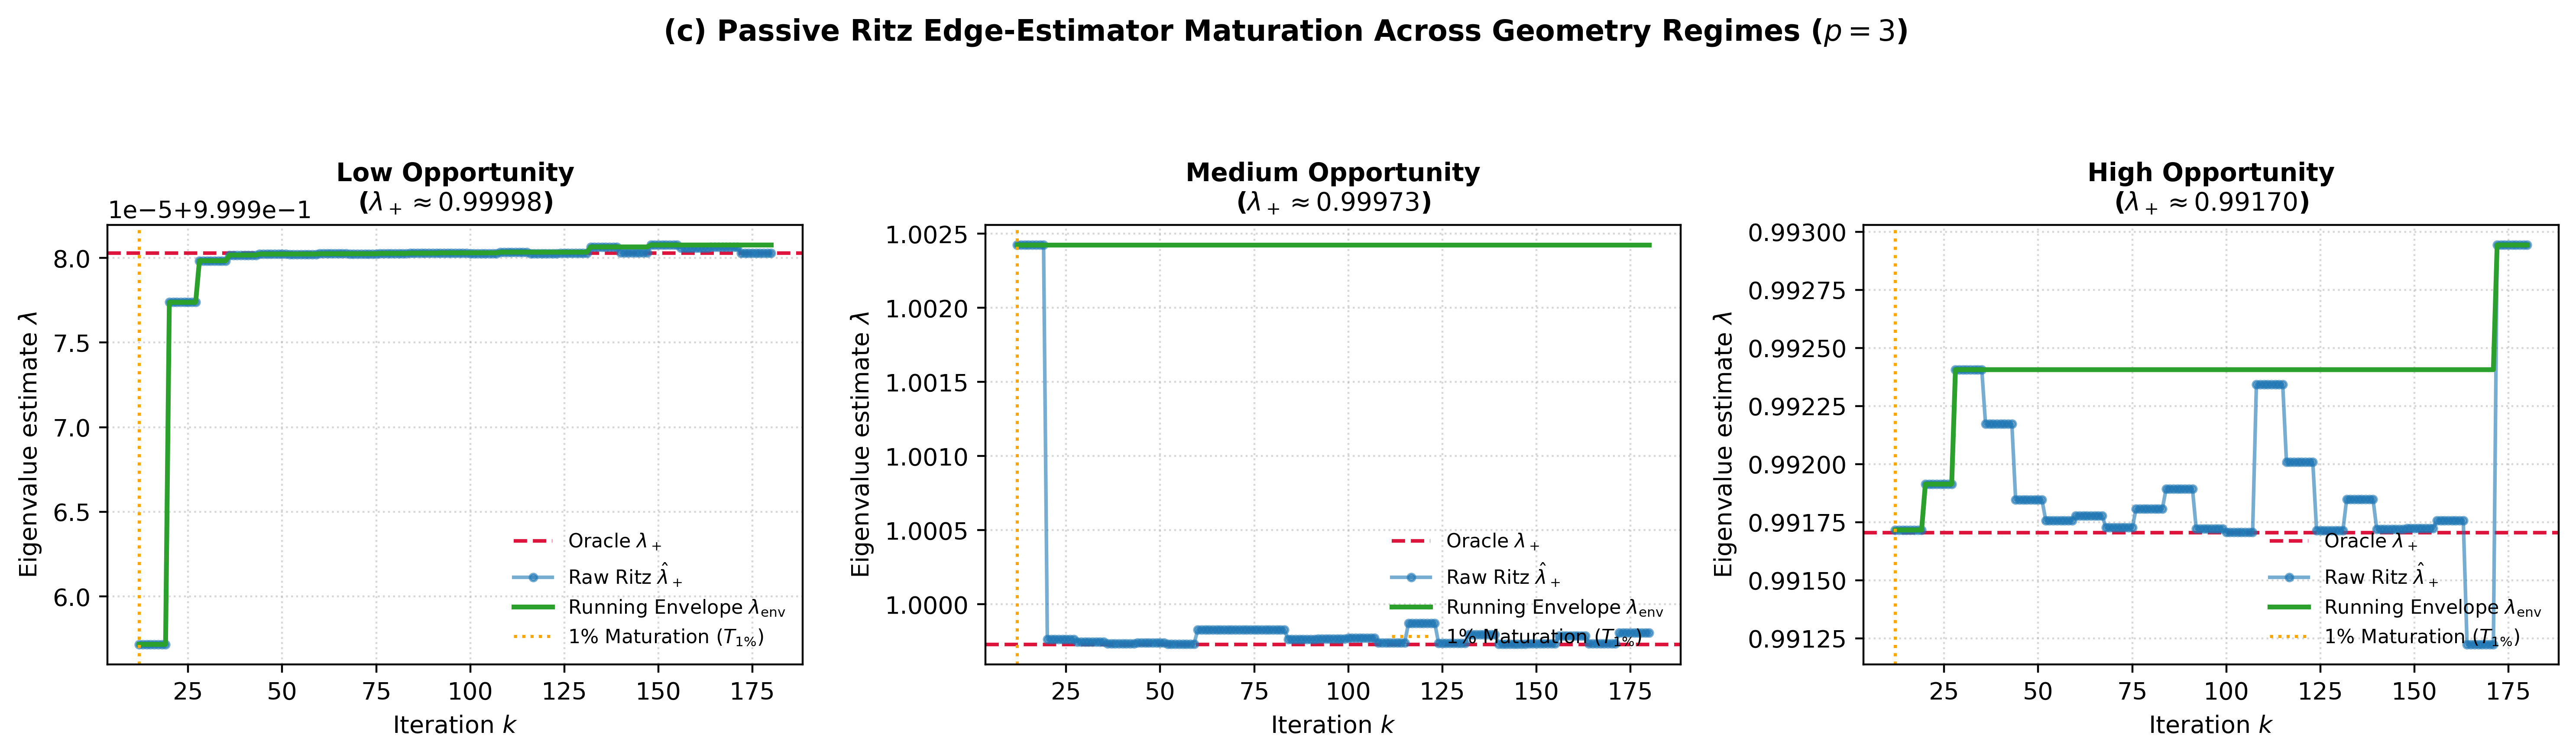 (c) Passive Ritz Edge-Estimator Maturation Across Geometry Regimes (p = 3)
Low Opportunity
(λ₊ ≈ 0.99998)
1e−5+9.999e−1
8.0
7.5
7.0
6.5
6.0
Eigenvalue estimate λ
Oracle λ₊
Raw Ritz λ̂₊
Running Envelope λenv
1% Maturation (T1%)
25 50 75 100 125 150 175
Iteration k
Medium Opportunity
(λ₊ ≈ 0.99973)
1.0025
1.0020
1.0015
1.0010
1.0005
1.0000
Eigenvalue estimate λ
Oracle λ₊
Raw Ritz λ̂₊
Running Envelope λenv
1% Maturation (T1%)
25 50 75 100 125 150 175
Iteration k
High Opportunity
(λ₊ ≈ 0.99170)
0.99300
0.99275
0.99250
0.99225
0.99200
0.99175
0.99150
0.99125
Eigenvalue estimate λ
Oracle λ₊
Raw Ritz λ̂₊
Running Envelope λenv
1% Maturation (T1%)
25 50 75 100 125 150 175
Iteration k